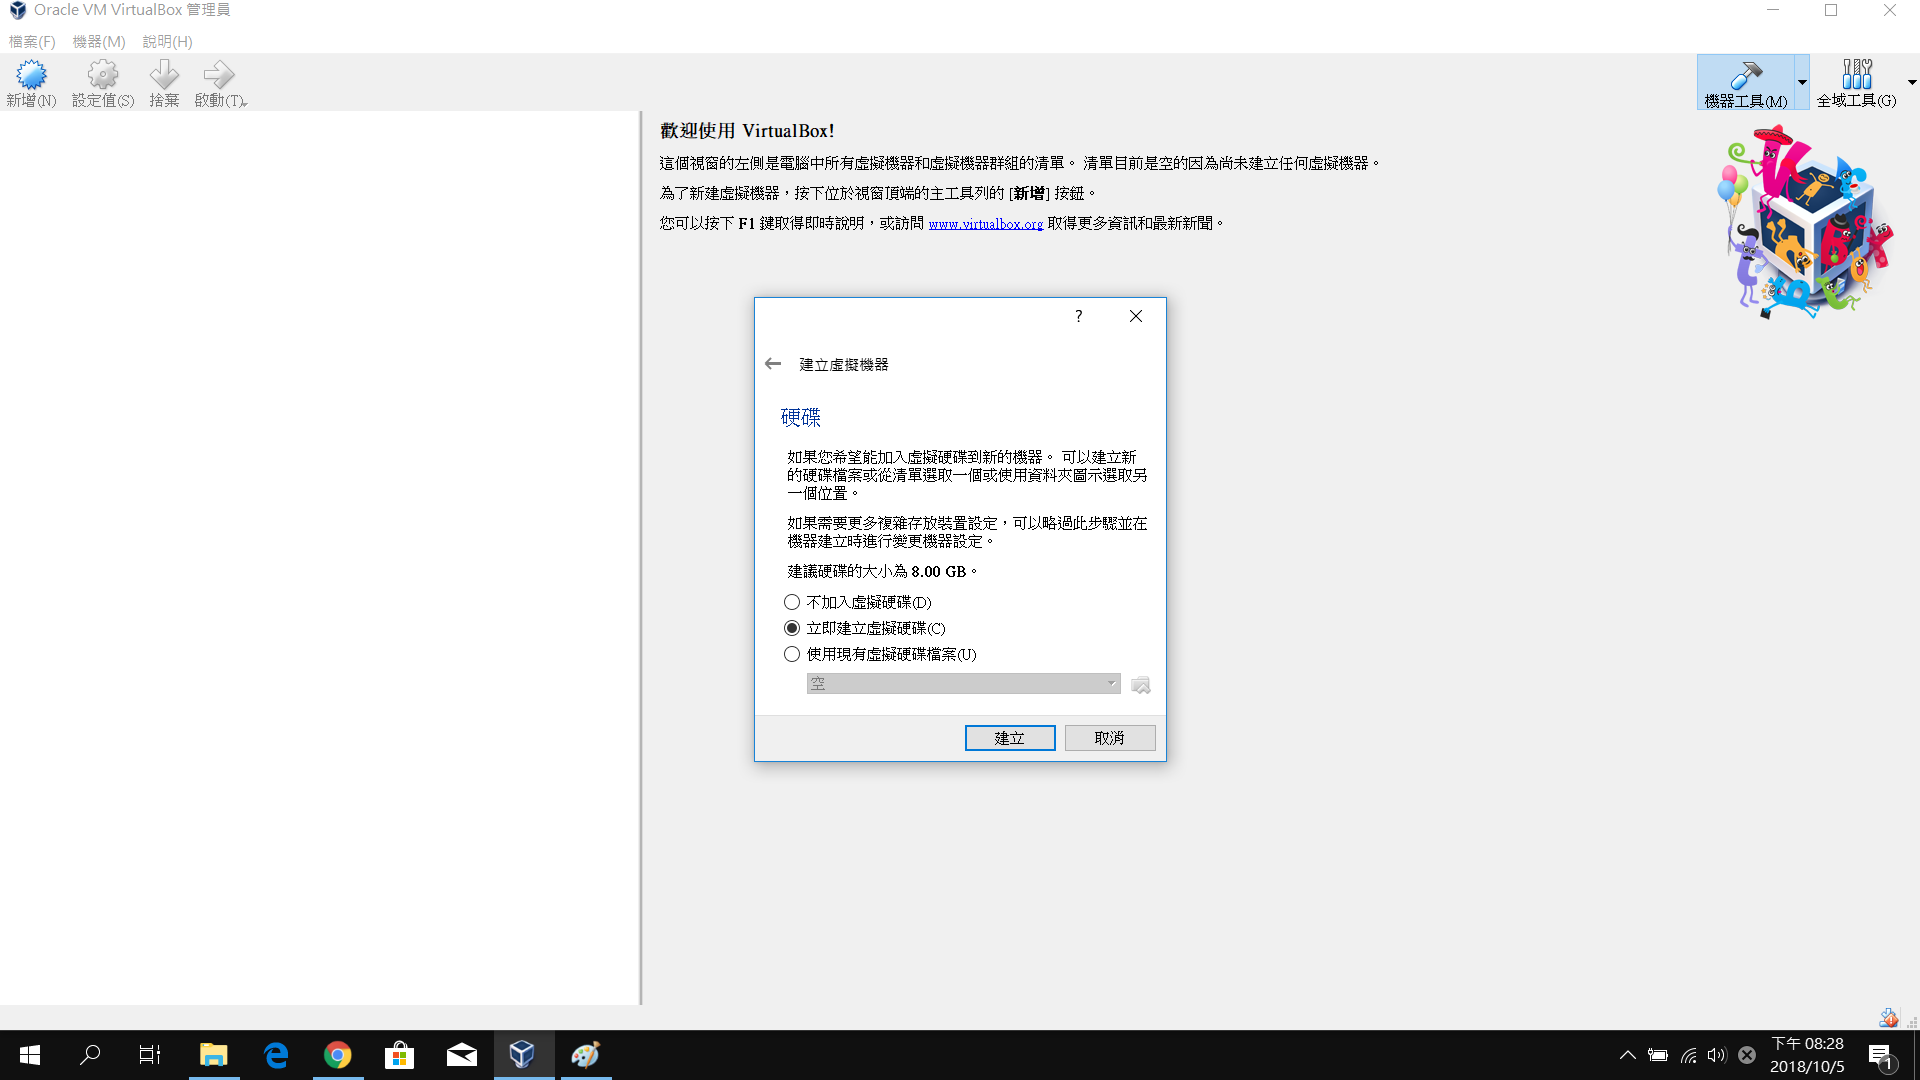 Oracle VM VirtualBox 管理員
檔案(F) 機器(M) 說明(H)
新增(N) 設定值(S) 捨棄 啟動(T)
機器工具(M) 全域工具(G)
歡迎使用 VirtualBox!
這個視窗的左側是電腦中所有虛擬機器和虛擬機器群組的清單。 清單目前是空的因為尚未建立任何虛擬機器。
為了新建虛擬機器，按下位於視窗頂端的主工具列的 [新增] 按鈕。
您可以按下 F1 鍵取得即時說明，或訪問 www.virtualbox.org 取得更多資訊和最新新聞。
?
建立虛擬機器
硬碟
如果您希望能加入虛擬硬碟到新的機器。 可以建立新
的硬碟檔案或從清單選取一個或使用資料夾圖示選取另
一個位置。
如果需要更多複雜存放裝置設定，可以略過此步驟並在
機器建立時進行變更機器設定。
建議硬碟的大小為 8.00 GB。
不加入虛擬硬碟(D)
立即建立虛擬硬碟(C)
使用現有虛擬硬碟檔案(U)
空
建立 取消
下午 08:28
2018/10/5
1